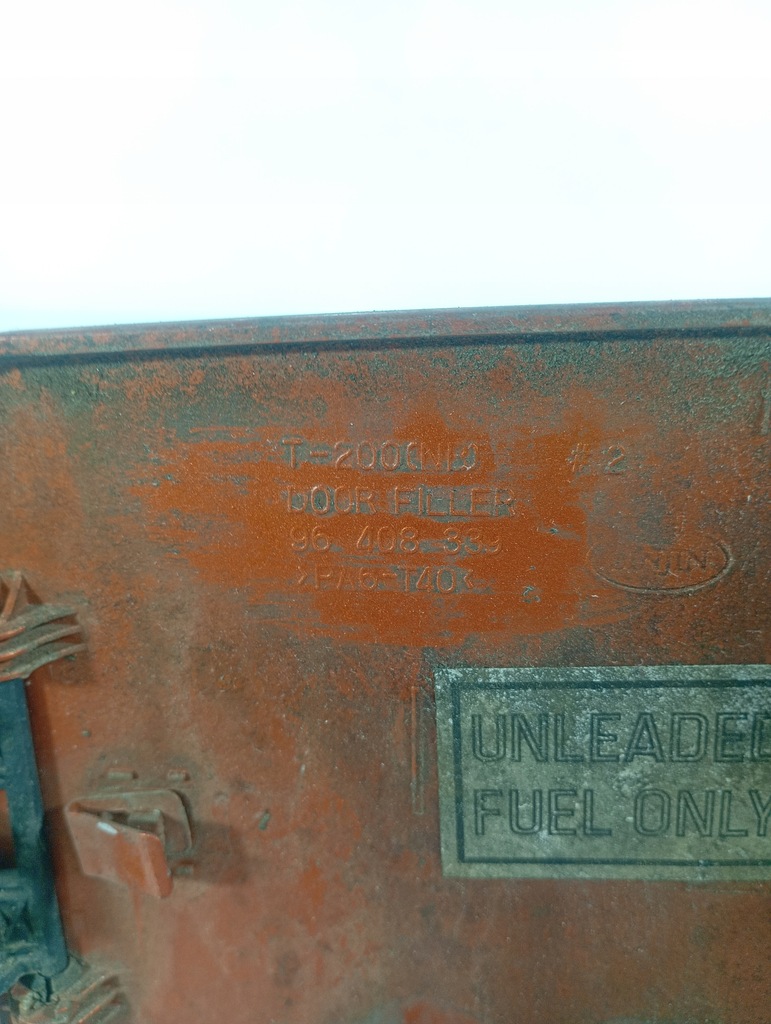 T-200(NB) #2
DOOR FILLER
96 408 339
>PA6-T40<
UNLEADED
FUEL ONLY